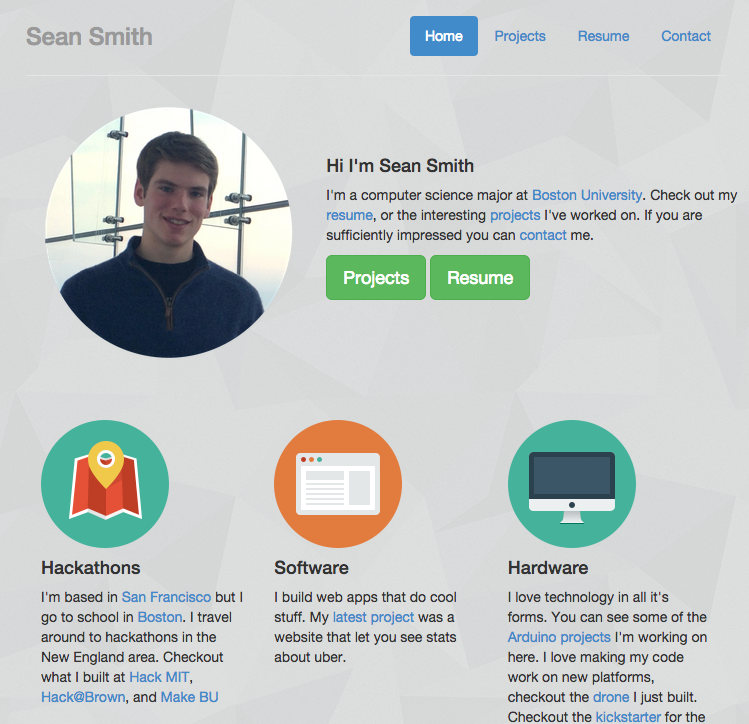 Sean Smith
Home Projects Resume Contact
Hi I'm Sean Smith
I'm a computer science major at Boston University. Check out my
resume, or the interesting projects I've worked on. If you are
sufficiently impressed you can contact me.
Projects Resume
Hackathons
I'm based in San Francisco but I
go to school in Boston. I travel
around to hackathons in the
New England area. Checkout
what I built at Hack MIT,
Hack@Brown, and Make BU
Software
I build web apps that do cool
stuff. My latest project was a
website that let you see stats
about uber.
Hardware
I love technology in all it's
forms. You can see some of the
Arduino projects I'm working on
here. I love making my code
work on new platforms,
checkout the drone I just built.
Checkout the kickstarter for the